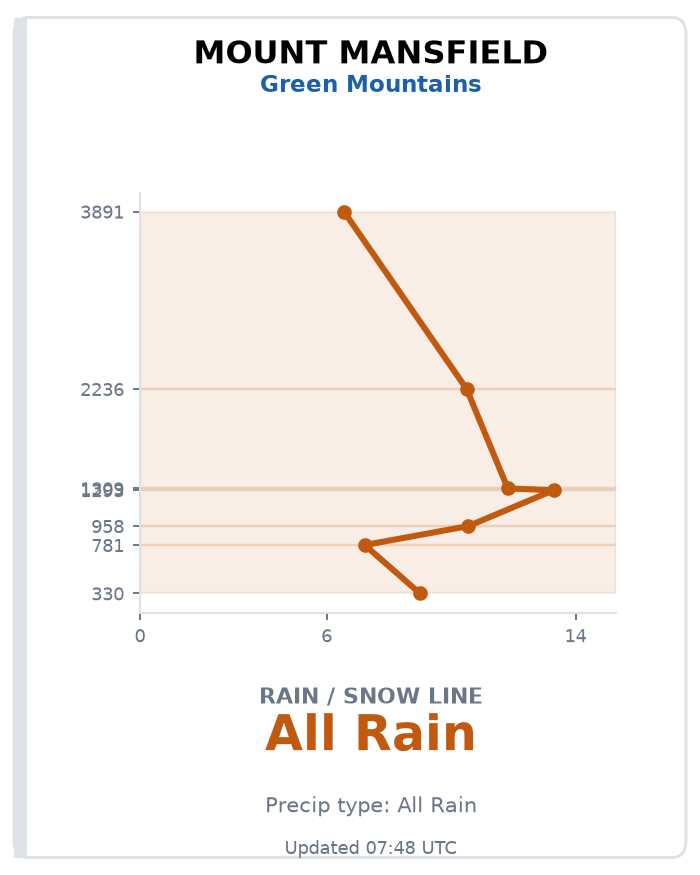 MOUNT MANSFIELD
Green Mountains
3891
2236
958
781
330
0 6 14
RAIN / SNOW LINE
All Rain
Precip type: All Rain
Updated 07:48 UTC